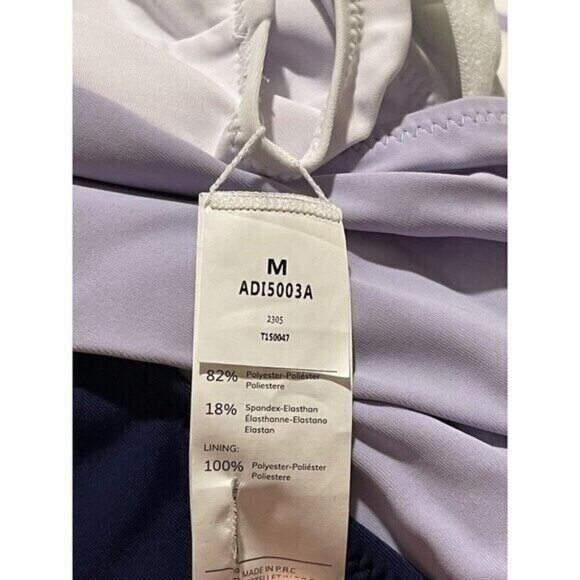 M
ADI5003A
2305
T150047
82% Polyester-Poliéster
Poliestere
18% Spandex-Elasthan
Élasthanne-Elastano
Elastan
LINING:
100% Polyester-Poliéster
Poliestere
MADE IN P.R.C